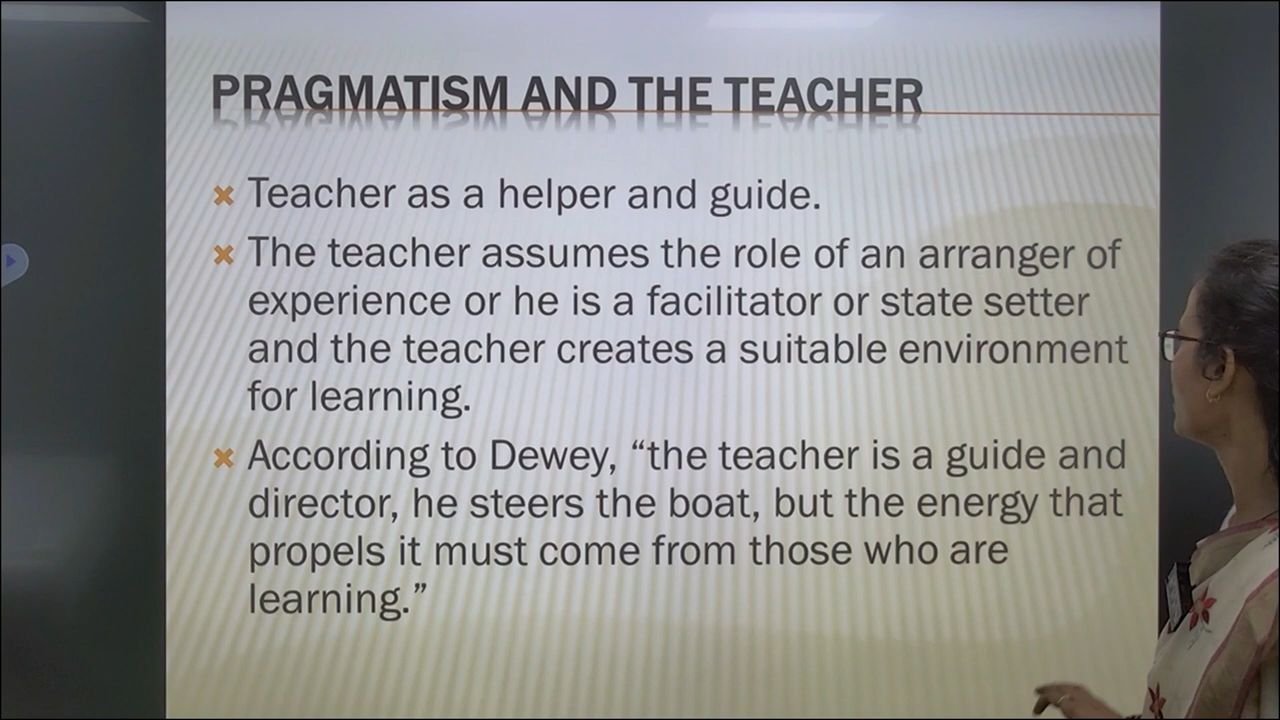 PRAGMATISM AND THE TEACHER
Teacher as a helper and guide.
The teacher assumes the role of an arranger of
experience or he is a facilitator or state setter
and the teacher creates a suitable environment
for learning.
According to Dewey, “the teacher is a guide and
director, he steers the boat, but the energy that
propels it must come from those who are
learning.”